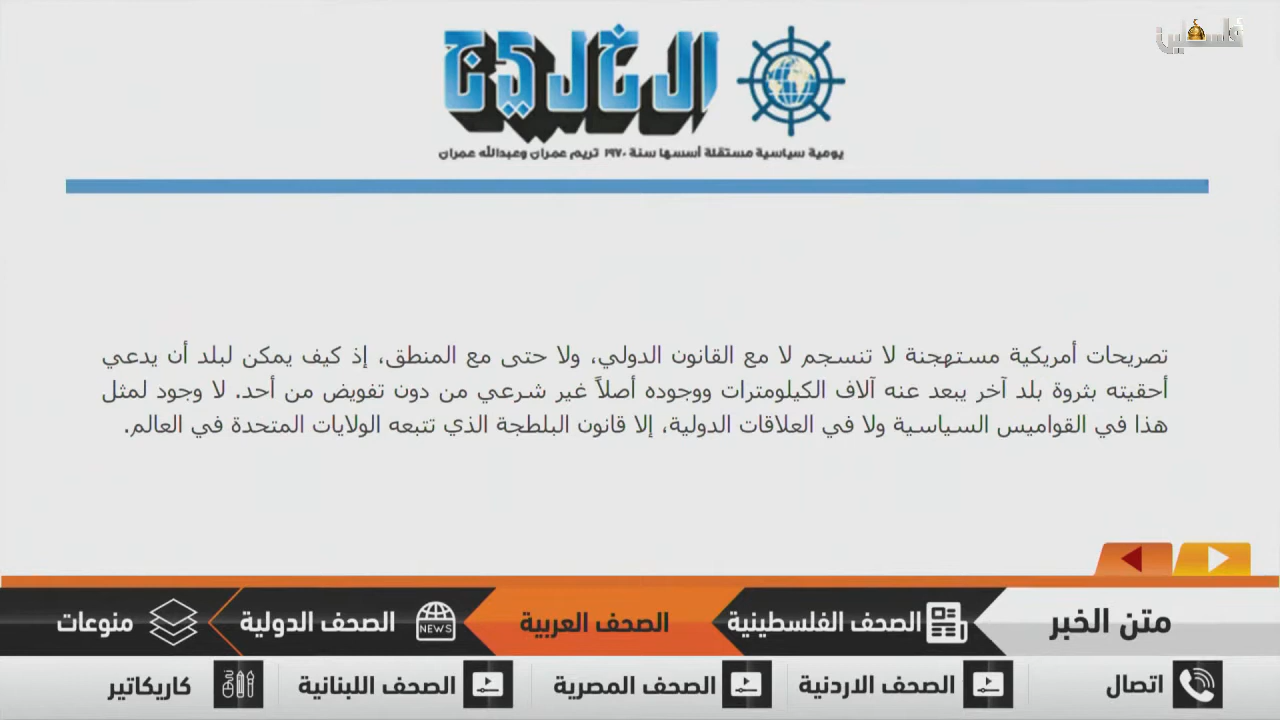 فلسطين
الخليج
يومية سياسية مستقلة أسسها سنة ١٩٧٠ تريم عمران وعبدالله عمران
تصريحات أمريكية مستهجنة لا تنسجم لا مع القانون الدولي، ولا حتى مع المنطق، إذ كيف يمكن لبلد أن يدعي
أحقيته بثروة بلد آخر يبعد عنه آلاف الكيلومترات ووجوده أصلاً غير شرعي من دون تفويض من أحد. لا وجود لمثل
هذا في القواميس السياسية ولا في العلاقات الدولية، إلا قانون البلطجة الذي تتبعه الولايات المتحدة في العالم.
متن الخبر الصحف الفلسطينية الصحف العربية NEWS الصحف الدولية منوعات
اتصال الصحف الاردنية الصحف المصرية الصحف اللبنانية كاريكاتير